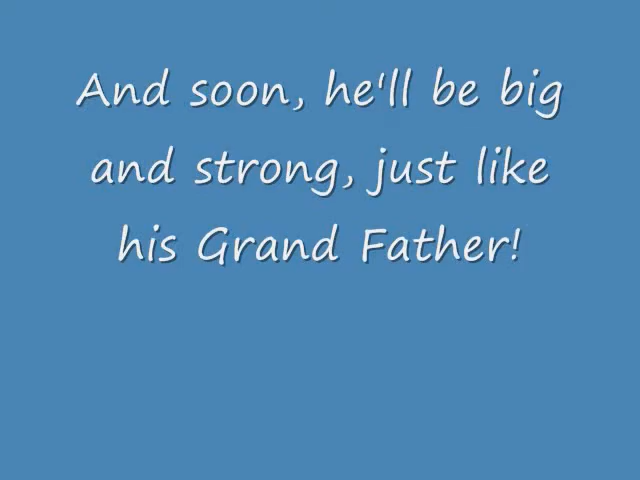 And soon, he'll be big
and strong, just like
his Grand Father!